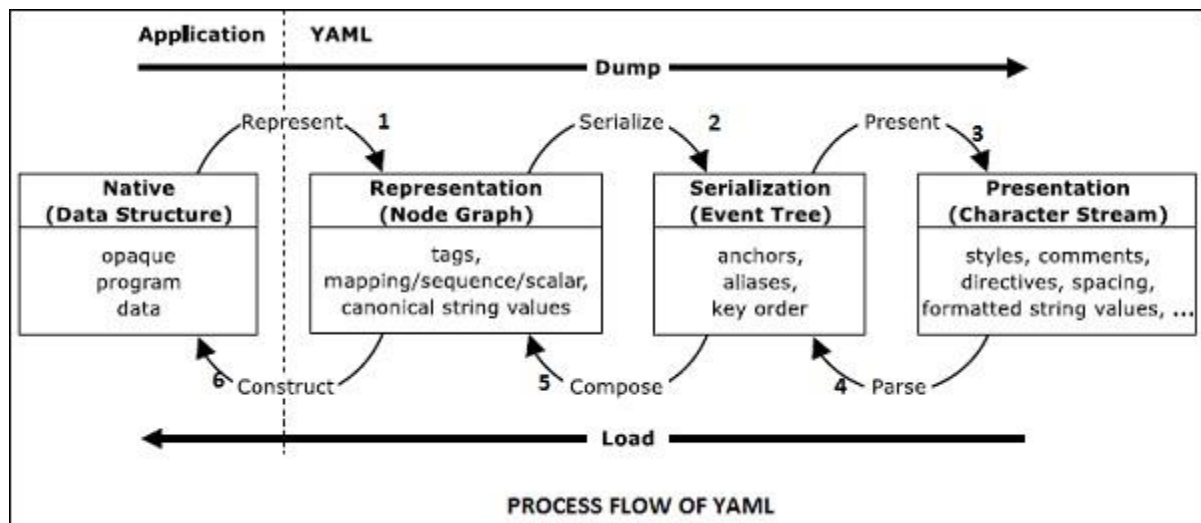 Application YAML
Dump
Represent 1 Serialize 2 Present 3
Native Representation Serialization Presentation
(Data Structure) (Node Graph) (Event Tree) (Character Stream)
opaque tags, anchors, styles, comments,
program mapping/sequence/scalar, aliases, directives, spacing,
data canonical string values key order formatted string values, ...
6 Construct 5 Compose 4 Parse
Load
PROCESS FLOW OF YAML